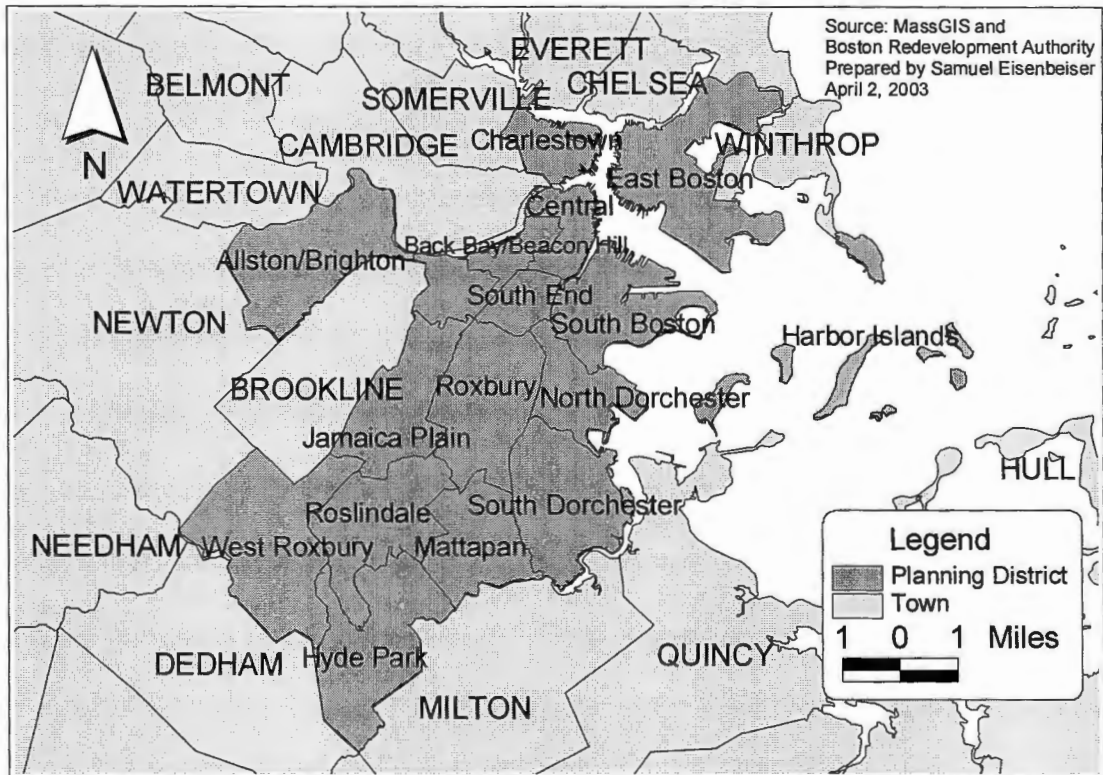 Source: MassGIS and
Boston Redevelopment Authority
Prepared by Samuel Eisenbeiser
April 2, 2003
EVERETT
BELMONT
CHELSEA
SOMERVILLE
Charlestown
WINTHROP
CAMBRIDGE
N
WATERTOWN
East Boston
Central
Back Bay/Beacon Hill
Allston/Brighton
South End
NEWTON
South Boston
Harbor Islands
BROOKLINE
Roxbury
North Dorchester
Jamaica Plain
HULL
South Dorchester
Roslindale
NEEDHAM
West Roxbury
Mattapan
Legend
Planning District
Town
1 0 1 Miles
DEDHAM
Hyde Park
QUINCY
MILTON